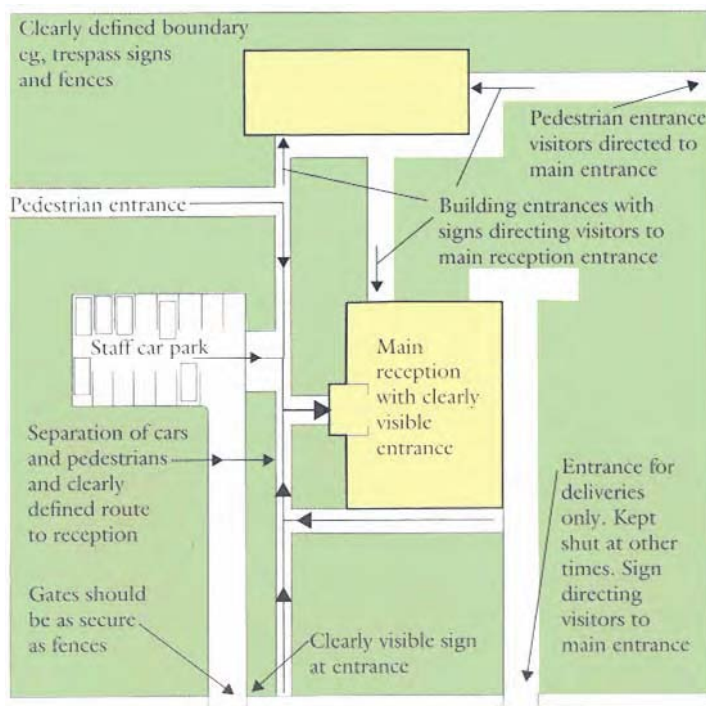 Clearly defined boundary
eg, trespass signs
and fences
Pedestrian entrance
visitors directed to
main entrance
Pedestrian entrance
Building entrances with
signs directing visitors to
main reception entrance
Staff car park
Main
reception
with clearly
visible
entrance
Separation of cars
and pedestrians
and clearly
defined route
to reception
Entrance for
deliveries
only. Kept
shut at other
times. Sign
directing
visitors to
main entrance
Gates should
be as secure
as fences
Clearly visible sign
at entrance